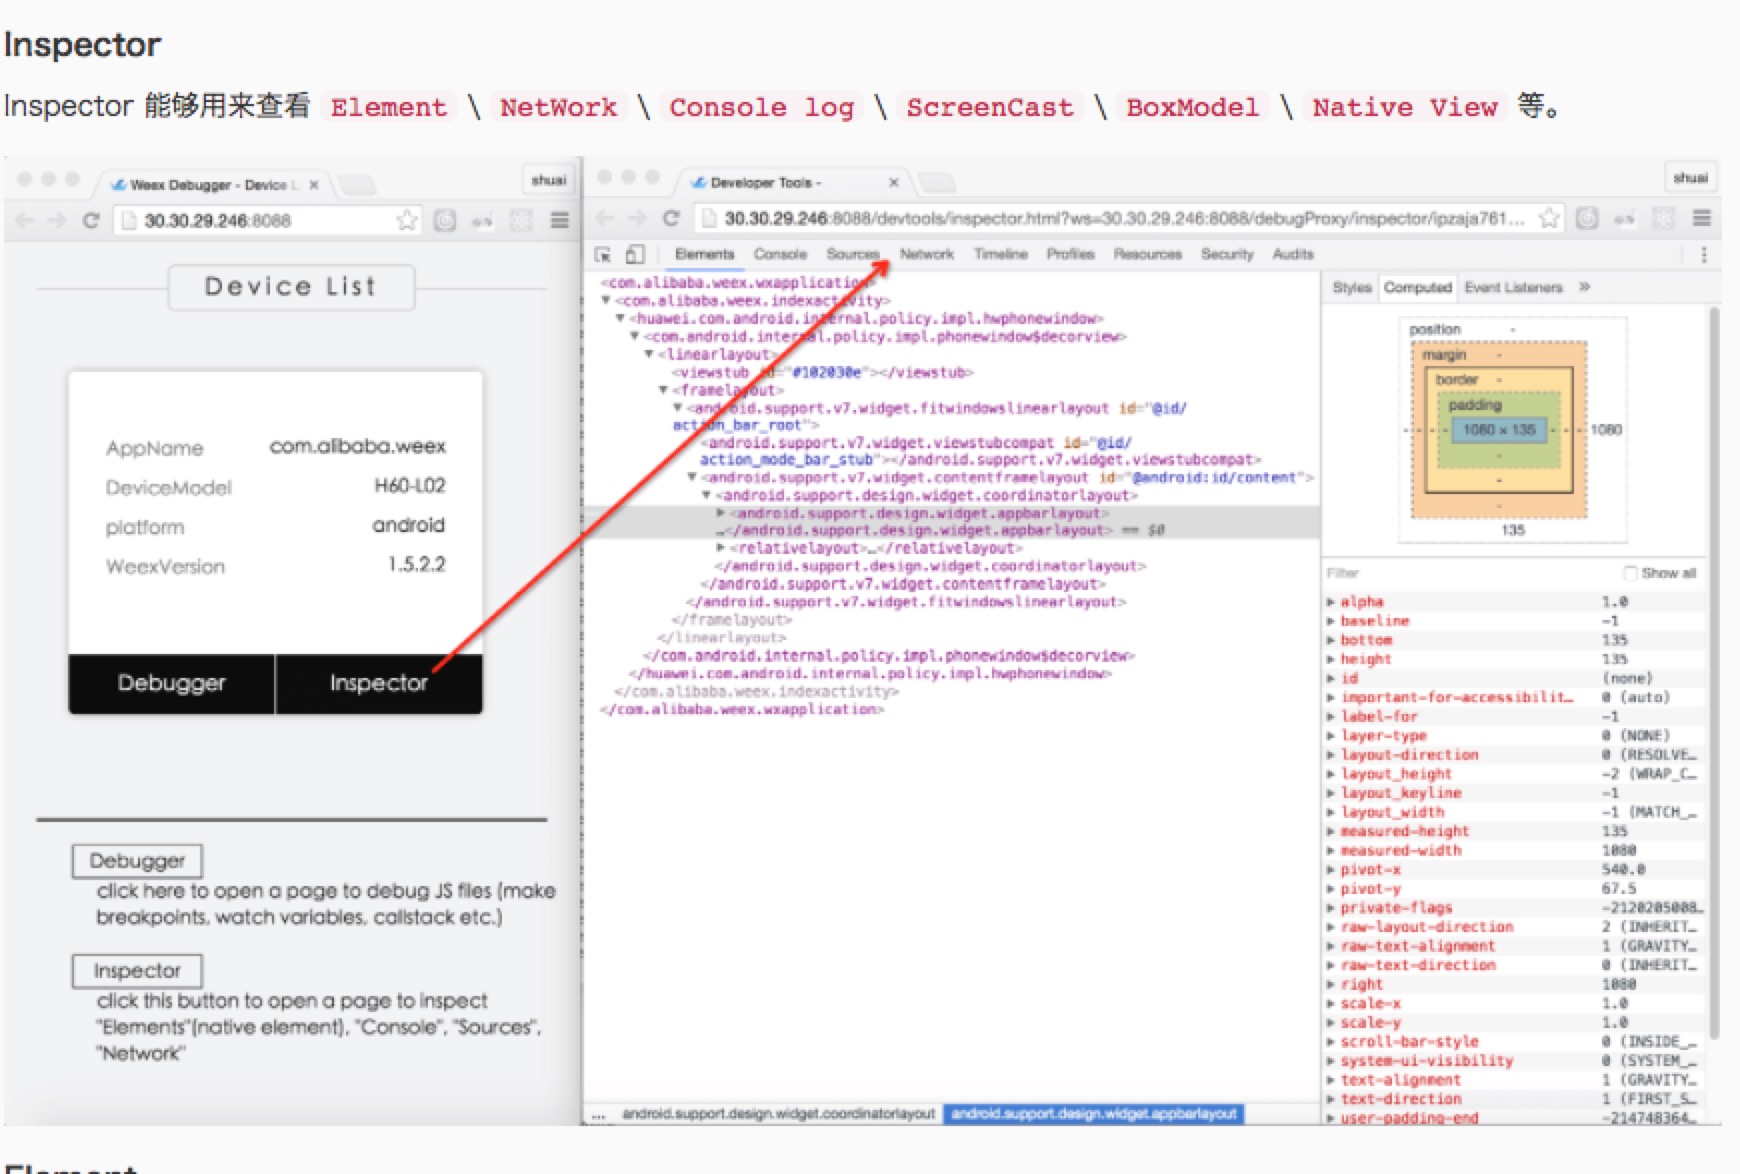 Inspector
Inspector 能够用来查看 Element \ NetWork \ Console log \ ScreenCast \ BoxModel \ Native View 等。
Weex Debugger - Device L
shuai
30.30.29.246:8088
Device List
AppName com.alibaba.weex
DeviceModel H60-L02
platform android
WeexVersion 1.5.2.2
Debugger Inspector
Debugger
click here to open a page to debug JS files (make
breakpoints, watch variables, callstack etc.)
Inspector
click this button to open a page to inspect
"Elements"(native element), "Console", "Sources",
"Network"
Developer Tools -
shuai
30.30.29.246:8088/devtools/inspector.html?ws=30.30.29.246:8088/debugProxy/inspector/ipzaja761...
Elements Console Sources Network Timeline Profiles Resources Security Audits
<com.alibaba.weex.wxapplication>
<com.alibaba.weex.indexactivity>
<huawei.com.android.internal.policy.impl.hwphonewindow>
<com.android.internal.policy.impl.phonewindow$decorview>
<linearlayout>
<viewstub id="#102030e"></viewstub>
<framelayout>
<android.support.v7.widget.fitwindowslinearlayout id="@id/
action_bar_root">
<android.support.v7.widget.viewstubcompat id="@id/
action_mode_bar_stub"></android.support.v7.widget.viewstubcompat>
<android.support.v7.widget.contentframelayout id="@android:id/content">
<android.support.design.widget.coordinatorlayout>
<android.support.design.widget.appbarlayout>
…</android.support.design.widget.appbarlayout> == $0
<relativelayout>…</relativelayout>
</android.support.design.widget.coordinatorlayout>
</android.support.v7.widget.contentframelayout>
</android.support.v7.widget.fitwindowslinearlayout>
</framelayout>
</linearlayout>
</com.android.internal.policy.impl.phonewindow$decorview>
</huawei.com.android.internal.policy.impl.hwphonewindow>
</com.alibaba.weex.indexactivity>
</com.alibaba.weex.wxapplication>
... android.support.design.widget.coordinatorlayout android.support.design.widget.appbarlayout
Styles Computed Event Listeners »
position -
margin -
border -
padding
- - - 1080 × 135 - - - 1080
-
-
-
135
Filter Show all
alpha 1.0
baseline -1
bottom 135
height 135
id (none)
important-for-accessibilit… 0 (auto)
label-for -1
layer-type 0 (NONE)
layout-direction 0 (RESOLVE…
layout_height -2 (WRAP_C…
layout_keyline -1
layout_width -1 (MATCH_…
measured-height 135
measured-width 1080
pivot-x 540.0
pivot-y 67.5
private-flags -2120205008…
raw-layout-direction 2 (INHERIT…
raw-text-alignment 1 (GRAVITY…
raw-text-direction 0 (INHERIT…
right 1080
scale-x 1.0
scale-y 1.0
scroll-bar-style 0 (INSIDE_…
system-ui-visibility 0 (SYSTEM_…
text-alignment 1 (GRAVITY…
text-direction 1 (FIRST_S…
user-padding-end -214748364…
Element